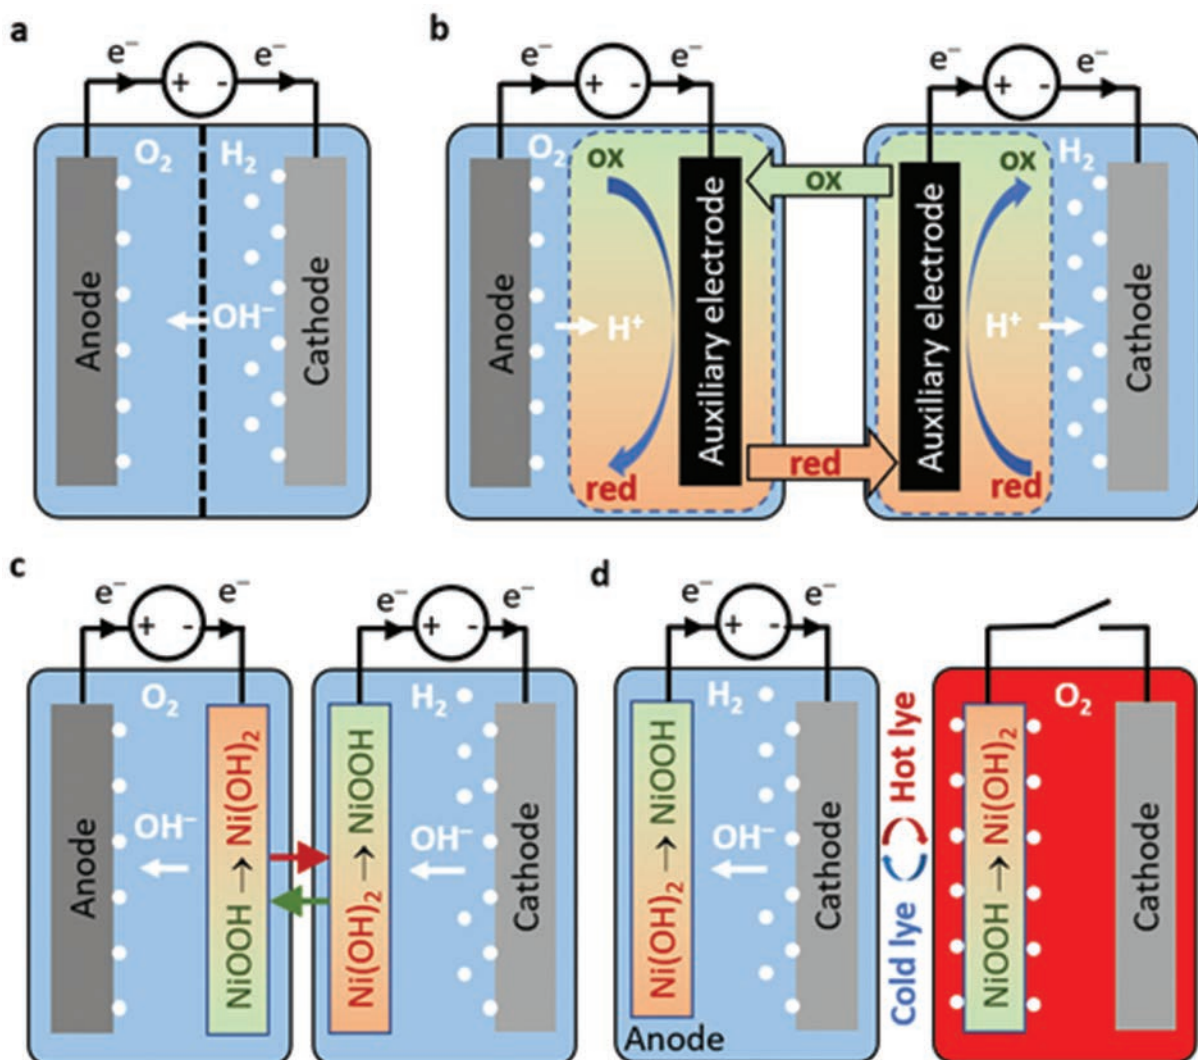 a
e⁻
e⁻
+ -
O₂
H₂
Anode
OH⁻
Cathode
b
e⁻
e⁻
+ -
O₂
ox
Anode
H⁺
Auxiliary electrode
red
ox
red
e⁻
e⁻
+ -
ox
H₂
Auxiliary electrode
H⁺
Cathode
red
c
e⁻
e⁻
+ -
O₂
Anode
OH⁻
NiOOH → Ni(OH)₂
e⁻
e⁻
+ -
H₂
Ni(OH)₂ → NiOOH
OH⁻
Cathode
d
e⁻
e⁻
+ -
H₂
Ni(OH)₂ → NiOOH
OH⁻
Cathode
Anode
Hot lye
Cold lye
O₂
NiOOH → Ni(OH)₂
Cathode